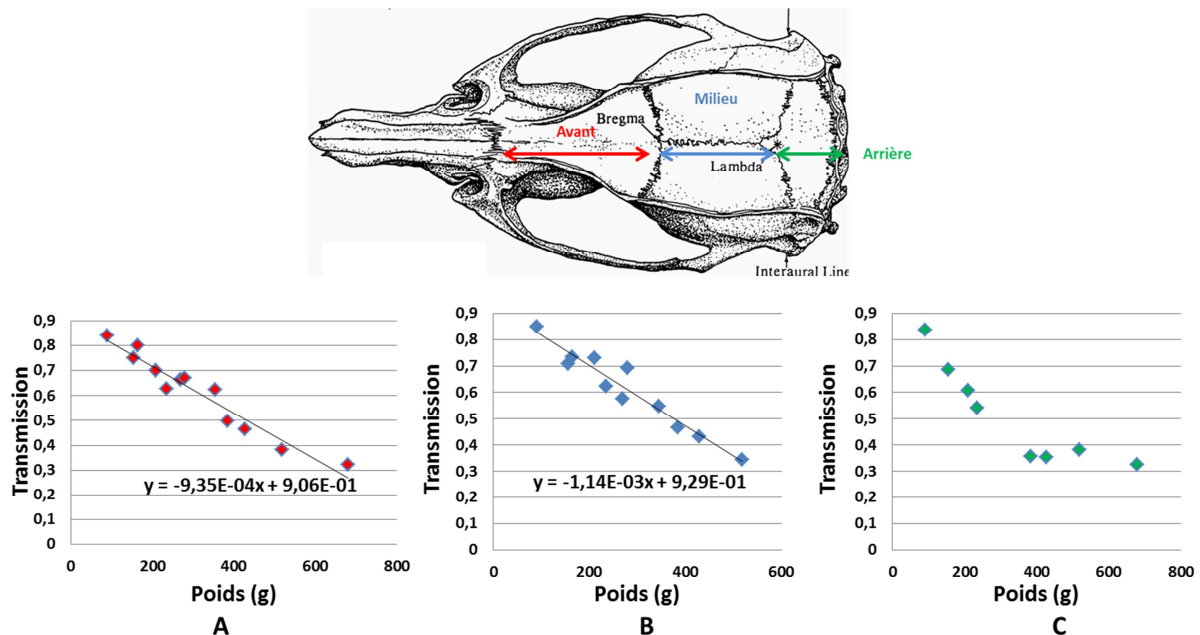 Milieu
Bregma
Avant
Arrière
Lambda
Interaural Line
0,9
0,8
0,7
0,6
0,5
0,4
0,3
0,2
0,1
0
Transmission
y = -9,35E-04x + 9,06E-01
0 200 400 600 800
Poids (g)
A
0,9
0,8
0,7
0,6
0,5
0,4
0,3
0,2
0,1
0
Transmission
y = -1,14E-03x + 9,29E-01
0 200 400 600
Poids (g)
B
0,9
0,8
0,7
0,6
0,5
0,4
0,3
0,2
0,1
0
Transmission
0 200 400 600 800
Poids (g)
C